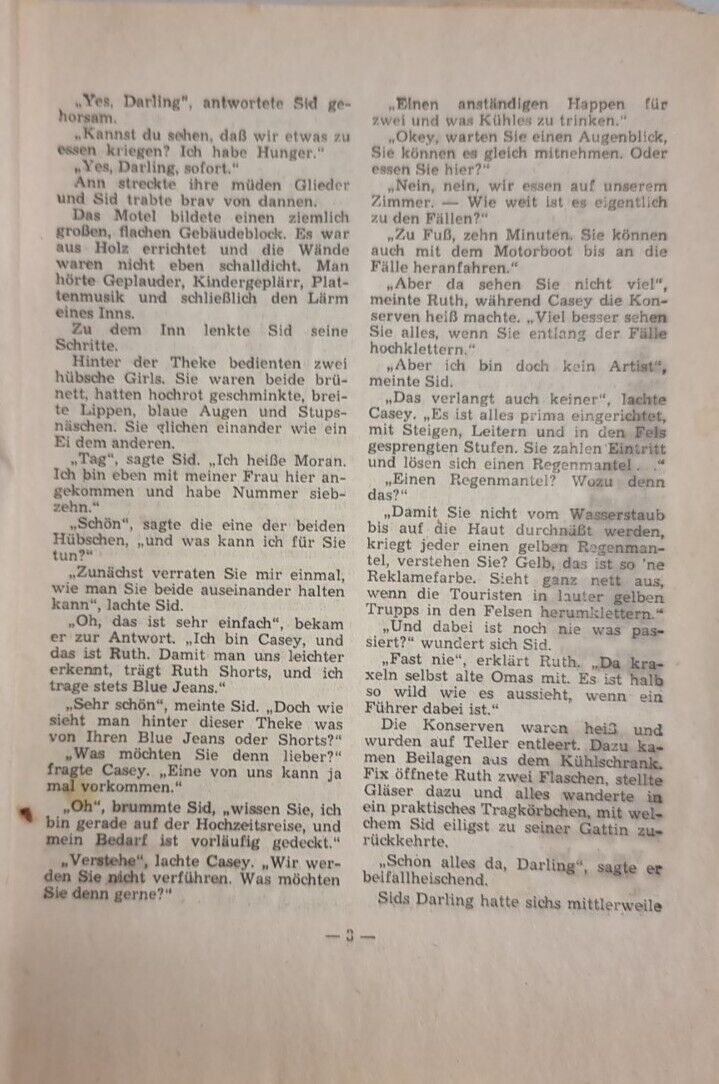 „Yes, Darling“, antwortete Sid ge-
horsam.
„Kannst du sehen, daß wir etwas zu
essen kriegen? Ich habe Hunger.“
„Yes, Darling, sofort.“
Ann streckte ihre müden Glieder
und Sid trabte brav von dannen.
Das Motel bildete einen ziemlich
großen, flachen Gebäudeblock. Es war
aus Holz errichtet und die Wände
waren nicht eben schalldicht. Man
hörte Geplauder, Kindergeplärr, Plat-
tenmusik und schließlich den Lärm
eines Inns.
Zu dem Inn lenkte Sid seine
Schritte.
Hinter der Theke bedienten zwei
hübsche Girls. Sie waren beide brü-
nett, hatten hochrot geschminkte, brei-
te Lippen, blaue Augen und Stups-
näschen. Sie glichen einander wie ein
Ei dem anderen.
„Tag“, sagte Sid. „Ich heiße Moran.
Ich bin eben mit meiner Frau hier an-
gekommen und habe Nummer sieb-
zehn.“
„Schön“, sagte die eine der beiden
Hübschen, „und was kann ich für Sie
tun?“
„Zunächst verraten Sie mir einmal,
wie man Sie beide auseinander halten
kann“, lachte Sid.
„Oh, das ist sehr einfach“, bekam
er zur Antwort. „Ich bin Casey, und
das ist Ruth. Damit man uns leichter
erkennt, trägt Ruth Shorts, und ich
trage stets Blue Jeans.“
„Sehr schön“, meinte Sid. „Doch wie
sieht man hinter dieser Theke was
von Ihren Blue Jeans oder Shorts?“
„Was möchten Sie denn lieber?“
fragte Casey. „Eine von uns kann ja
mal vorkommen.“
„Oh“, brummte Sid, „wissen Sie, ich
bin gerade auf der Hochzeitsreise, und
mein Bedarf ist vorläufig gedeckt.“
„Verstehe“, lachte Casey. „Wir wer-
den Sie nicht verführen. Was möchten
Sie denn gerne?“
„Einen anständigen Happen für
zwei und was Kühles zu trinken.“
„Okey, warten Sie einen Augenblick,
Sie können es gleich mitnehmen. Oder
essen Sie hier?“
„Nein, nein, wir essen auf unserem
Zimmer. — Wie weit ist es eigentlich
zu den Fällen?“
„Zu Fuß, zehn Minuten. Sie können
auch mit dem Motorboot bis an die
Fälle heranfahren.“
„Aber da sehen Sie nicht viel“,
meinte Ruth, während Casey die Kon-
serven heiß machte. „Viel besser sehen
Sie alles, wenn Sie entlang der Fälle
hochklettern.“
„Aber ich bin doch kein Artist“,
meinte Sid.
„Das verlangt auch keiner“, lachte
Casey. „Es ist alles prima eingerichtet,
mit Steigen, Leitern und in den Fels
gesprengten Stufen. Sie zahlen Eintritt
und lösen sich einen Regenmantel . .“
„Einen Regenmantel? Wozu denn
das?“
„Damit Sie nicht vom Wasserstaub
bis auf die Haut durchnäßt werden,
kriegt jeder einen gelben Regenman-
tel, verstehen Sie? Gelb, das ist so 'ne
Reklamefarbe. Sieht ganz nett aus,
wenn die Touristen in lauter gelben
Trupps in den Felsen herumklettern.“
„Und dabei ist noch nie was pas-
siert?“ wundert sich Sid.
„Fast nie“, erklärt Ruth. „Da kra-
xeln selbst alte Omas mit. Es ist halb
so wild wie es aussieht, wenn ein
Führer dabei ist.“
Die Konserven waren heiß und
wurden auf Teller entleert. Dazu ka-
men Beilagen aus dem Kühlschrank.
Fix öffnete Ruth zwei Flaschen, stellte
Gläser dazu und alles wanderte in
ein praktisches Tragkörbchen, mit wel-
chem Sid eiligst zu seiner Gattin zu-
rückkehrte.
„Schon alles da, Darling“, sagte er
beifallheischend.
Sids Darling hatte sichs mittlerweile
— 3 —